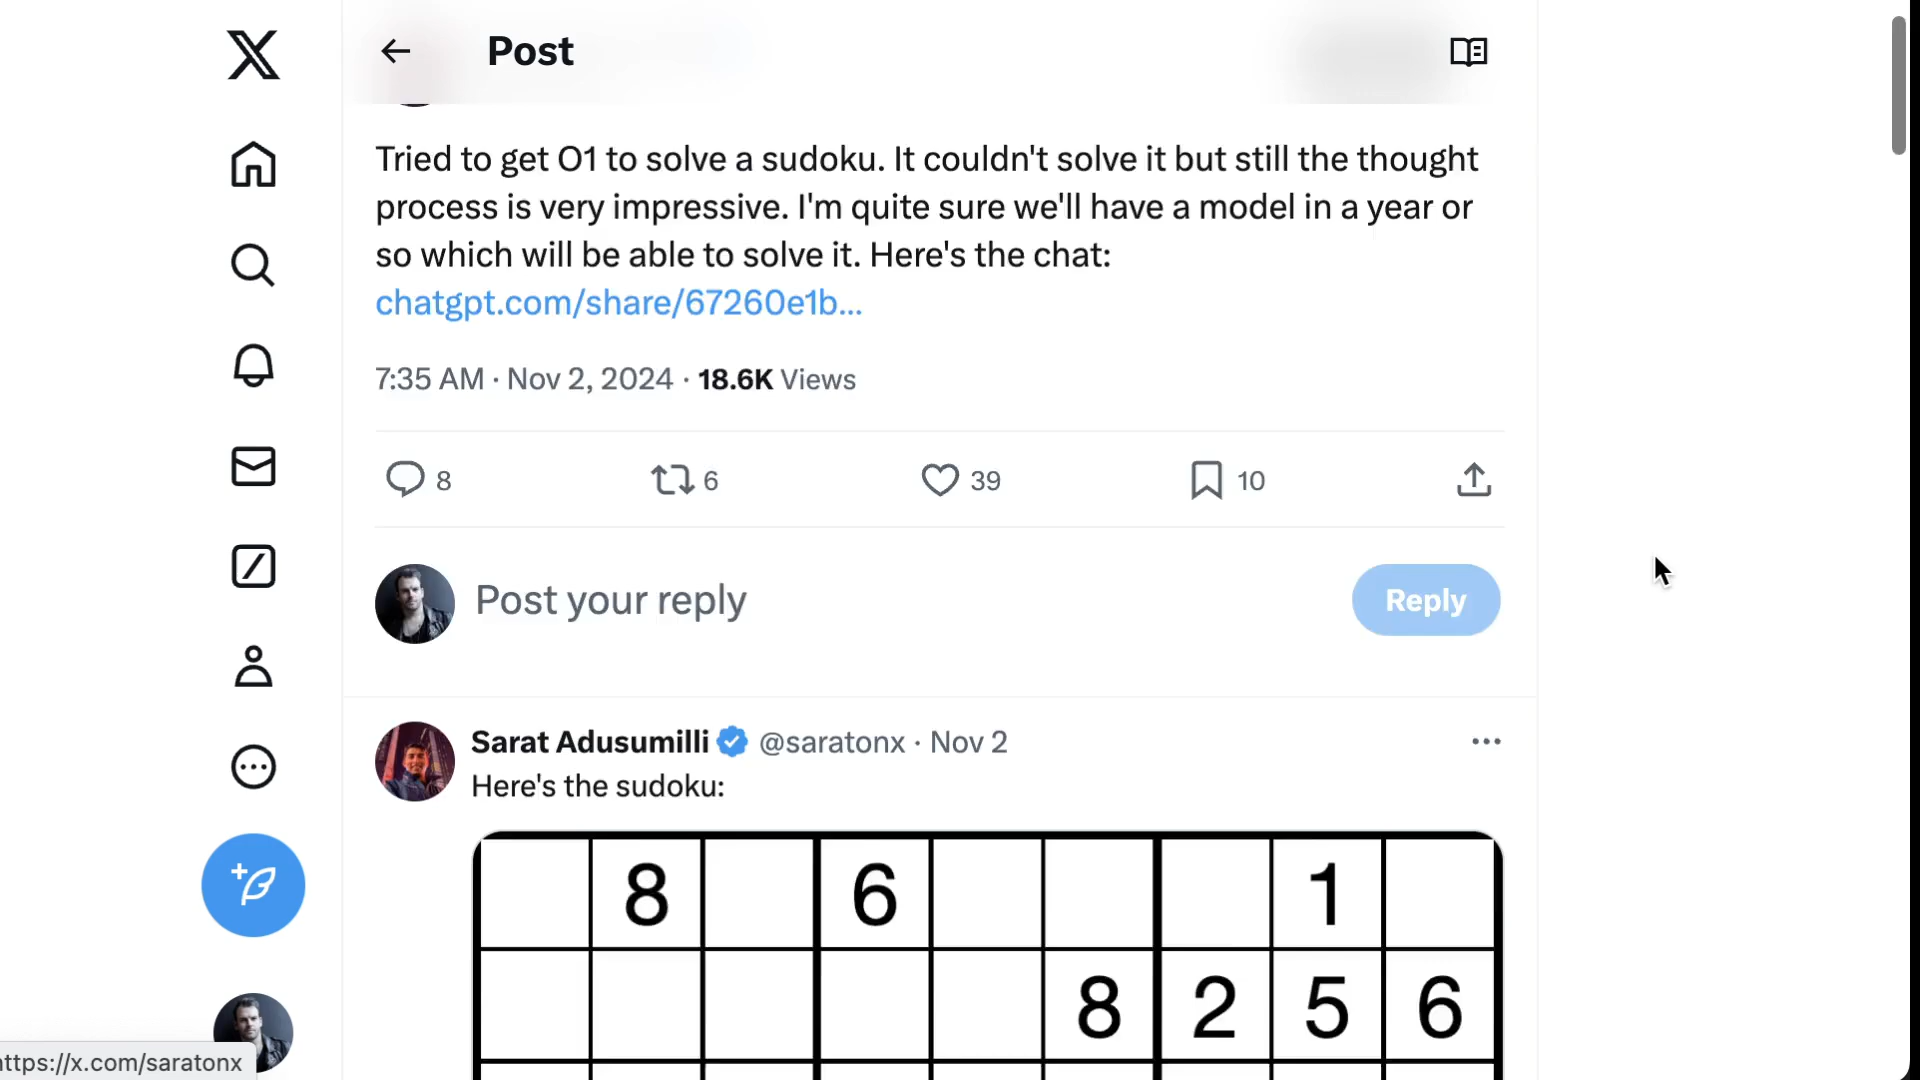 Post
Tried to get O1 to solve a sudoku. It couldn't solve it but still the thought
process is very impressive. I'm quite sure we'll have a model in a year or
so which will be able to solve it. Here's the chat:
chatgpt.com/share/67260e1b...
7:35 AM · Nov 2, 2024 · 18.6K Views
8 6 39 10
Post your reply
Reply
Sarat Adusumilli @saratonx · Nov 2
Here's the sudoku:
8 6 1
8 2 5 6
ttps://x.com/saratonx